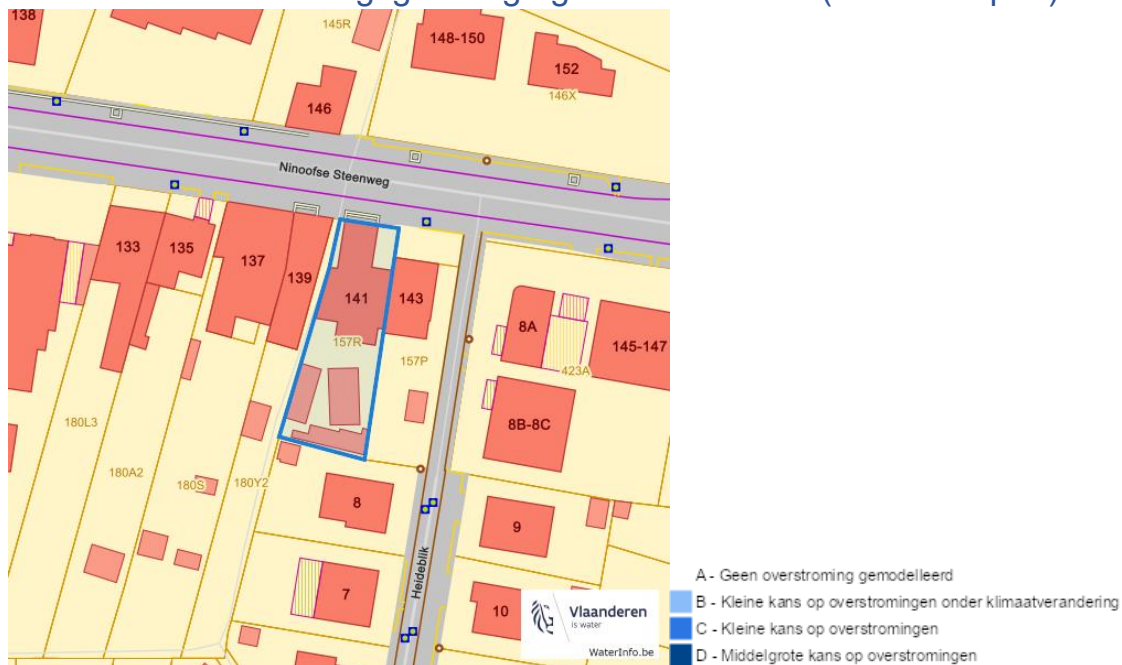 138
145R
148-150
152
146X
146
Ninoofse Steenweg
133
135
137
139
141
143
157R
157P
8A
145-147
423A
8B-8C
180L3
180A2
180S
180Y2
8
9
7
10
Heideblik
Vlaanderen
is water
WaterInfo.be
A - Geen overstroming gemodelleerd
B - Kleine kans op overstromingen onder klimaatverandering
C - Kleine kans op overstromingen
D - Middelgrote kans op overstromingen